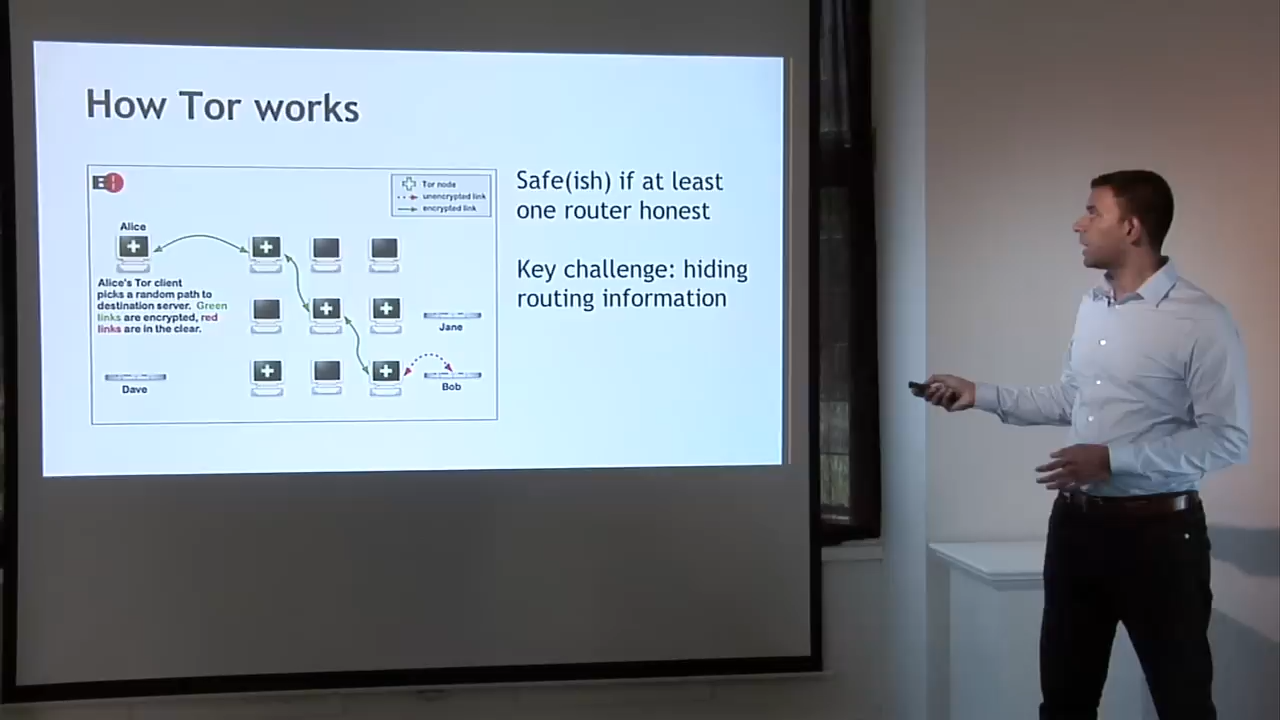 How Tor works
E
Tor node
unencrypted link
encrypted link
Alice
Alice's Tor client
picks a random path to
destination server. Green
links are encrypted, red
links are in the clear.
Jane
Dave
Bob
Safe(ish) if at least
one router honest
Key challenge: hiding
routing information